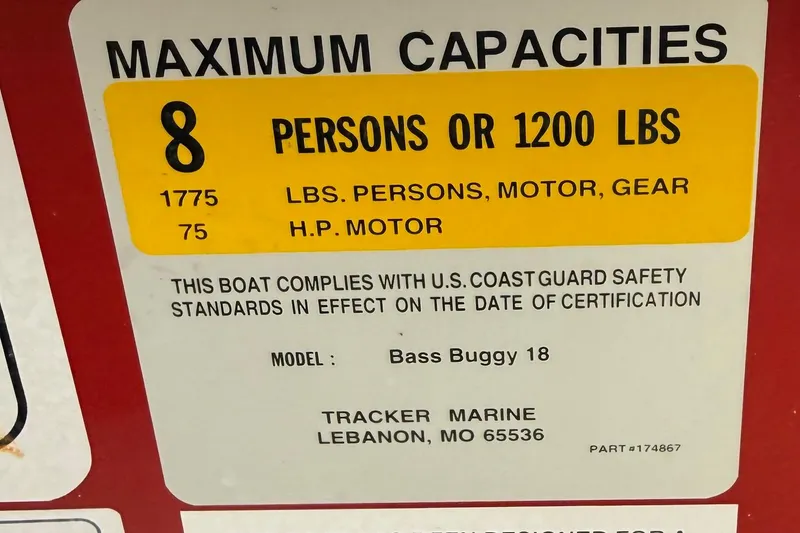 MAXIMUM CAPACITIES
8 PERSONS OR 1200 LBS
1775 LBS. PERSONS, MOTOR, GEAR
75 H.P. MOTOR
THIS BOAT COMPLIES WITH U.S. COAST GUARD SAFETY
STANDARDS IN EFFECT ON THE DATE OF CERTIFICATION
MODEL : Bass Buggy 18
TRACKER MARINE
LEBANON, MO 65536
PART #174867
DESIGNED FOR A